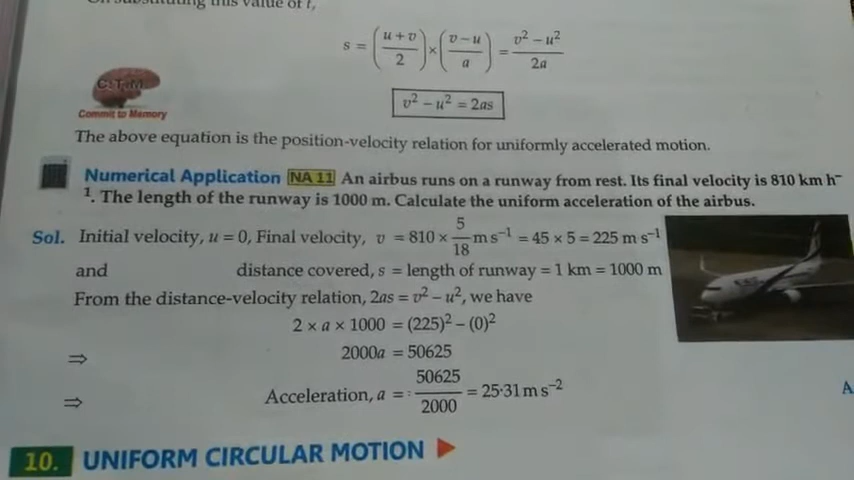 On substituting this value of t,
s = (u + v / 2) × (v – u / a) = v² – u² / 2a
C.T.M.
Commit to Memory
v² – u² = 2as
The above equation is the position-velocity relation for uniformly accelerated motion.
Numerical Application NA 11 An airbus runs on a runway from rest. Its final velocity is 810 km h⁻
¹. The length of the runway is 1000 m. Calculate the uniform acceleration of the airbus.
Sol. Initial velocity, u = 0, Final velocity, v = 810 × 5/18 m s⁻¹ = 45 × 5 = 225 m s⁻¹
and distance covered, s = length of runway = 1 km = 1000 m
From the distance-velocity relation, 2as = v² – u², we have
2 × a × 1000 = (225)² – (0)²
⇒ 2000a = 50625
⇒ Acceleration, a = 50625/2000 = 25·31 m s⁻²
A
10. UNIFORM CIRCULAR MOTION